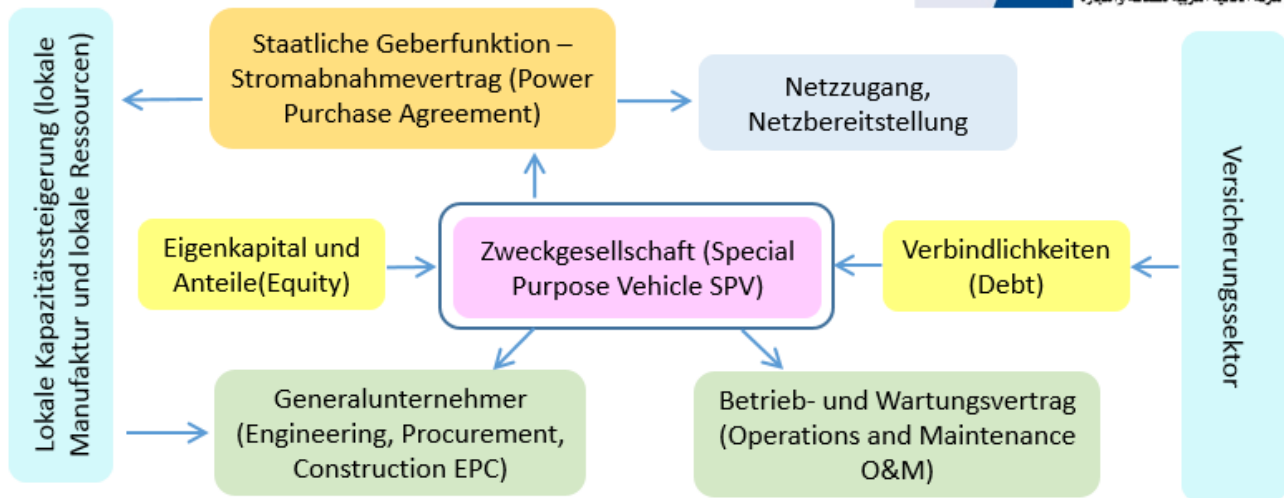 Lokale Kapazitätssteigerung (lokale
Manufaktur und lokale Ressourcen)
Staatliche Geberfunktion –
Stromabnahmevertrag (Power
Purchase Agreement)
Netzzugang,
Netzbereitstellung
Versicherungssektor
Eigenkapital und
Anteile(Equity)
Zweckgesellschaft (Special
Purpose Vehicle SPV)
Verbindlichkeiten
(Debt)
Generalunternehmer
(Engineering, Procurement,
Construction EPC)
Betrieb- und Wartungsvertrag
(Operations and Maintenance
O&M)